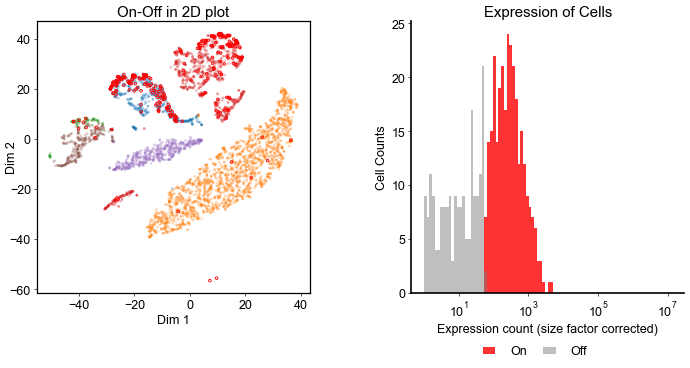 On-Off in 2D plot
40
20
0
−20
−40
−60
Dim 2
−40
−20
0
20
40
Dim 1
Expression of Cells
25
20
15
10
5
0
Cell Counts
10^1
10^3
10^5
10^7
Expression count (size factor corrected)
On
Off